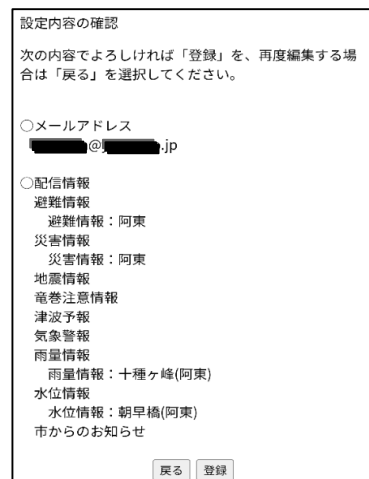 設定内容の確認
次の内容でよろしければ「登録」を、再度編集する場
合は「戻る」を選択してください。
○メールアドレス
@ .jp
○配信情報
避難情報
避難情報：阿東
災害情報
災害情報：阿東
地震情報
竜巻注意情報
津波予報
気象警報
雨量情報
雨量情報：十種ヶ峰(阿東)
水位情報
水位情報：朝早橋(阿東)
市からのお知らせ
戻る 登録